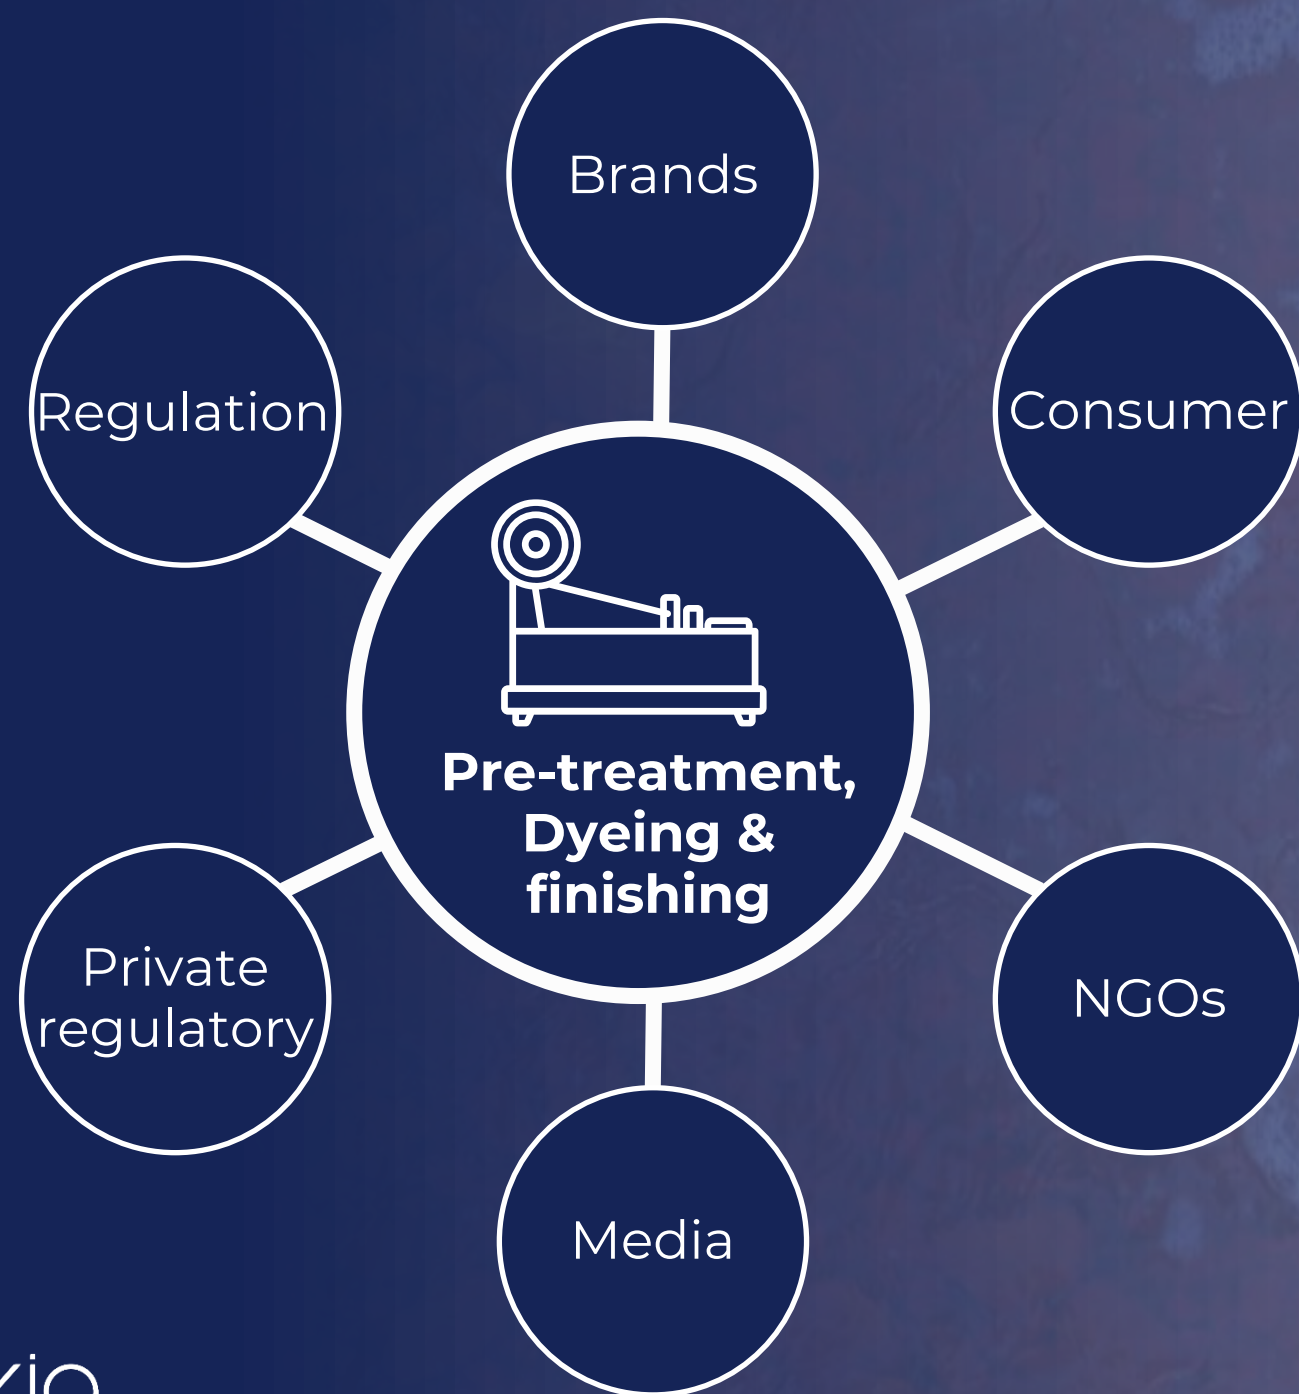 Brands
Regulation
Consumer
Pre-treatment,
Dyeing &
finishing
Private
regulatory
NGOs
Media